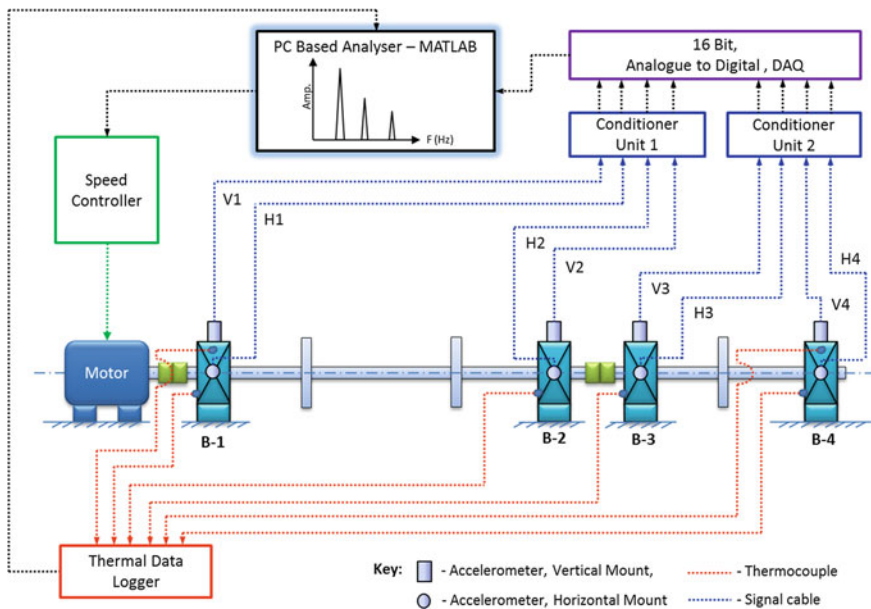 PC Based Analyser – MATLAB
Amp.
F (Hz)
16 Bit,
Analogue to Digital , DAQ
Conditioner
Unit 1
Conditioner
Unit 2
Speed
Controller
V1
H1
H2
V2
V3
H3
H4
V4
Motor
B-1
B-2
B-3
B-4
Thermal Data
Logger
Key:
- Accelerometer, Vertical Mount,
- Thermocouple
- Accelerometer, Horizontal Mount
- Signal cable